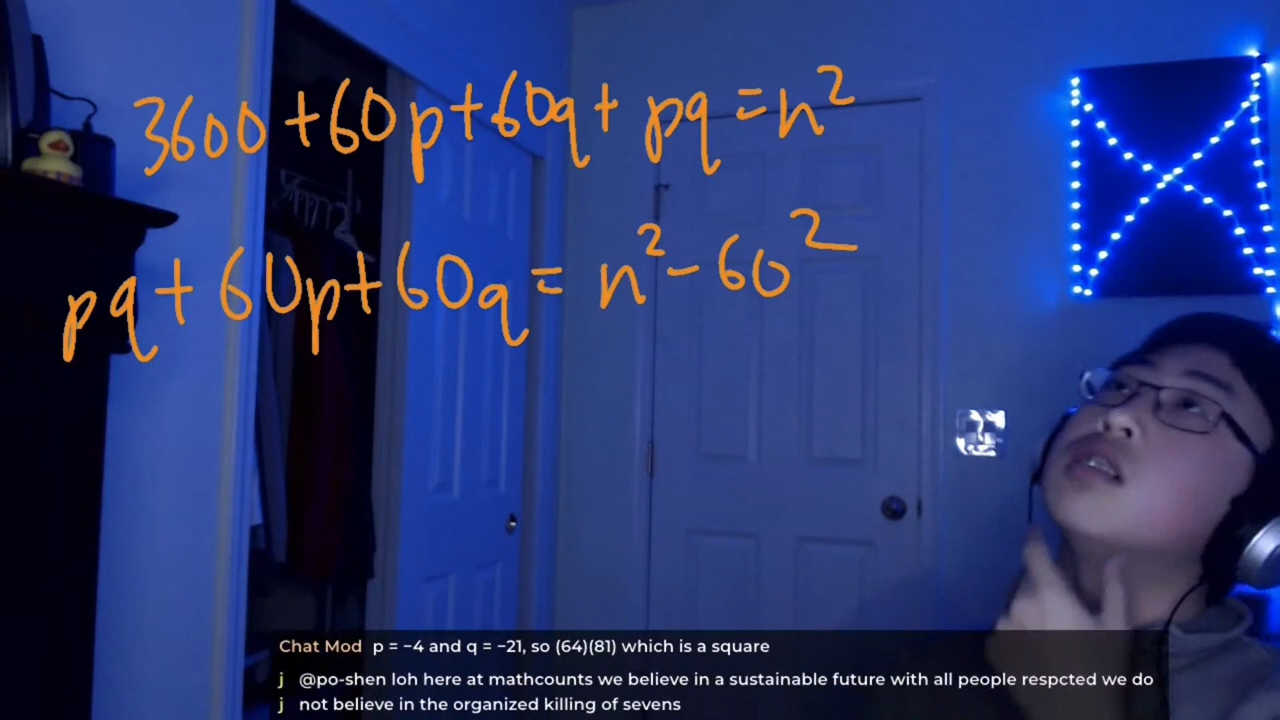 3600 + 60p + 60q + pq = n²
pq + 60p + 60q = n² - 60²
Chat Mod p = −4 and q = −21, so (64)(81) which is a square
j @po-shen loh here at mathcounts we believe in a sustainable future with all people respcted we do
j not believe in the organized killing of sevens